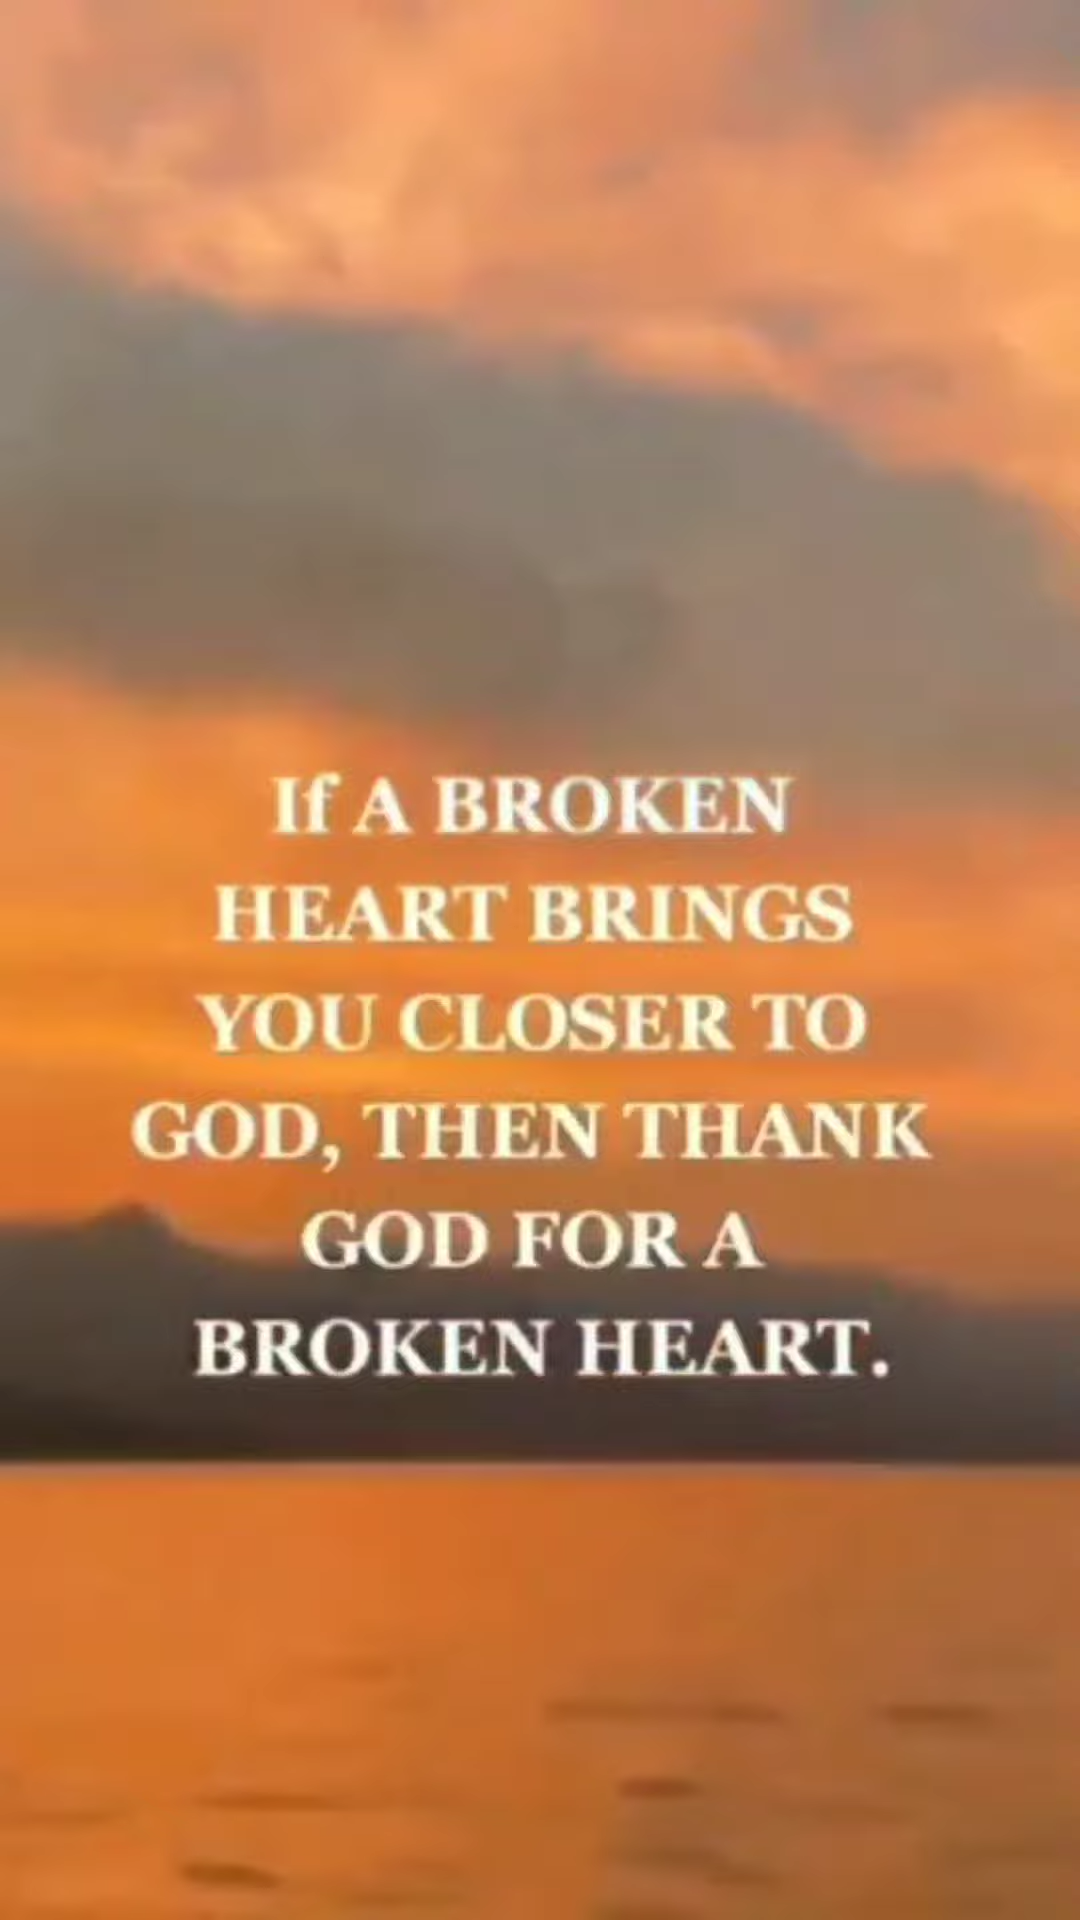 If A BROKEN
HEART BRINGS
YOU CLOSER TO
GOD, THEN THANK
GOD FOR A
BROKEN HEART.